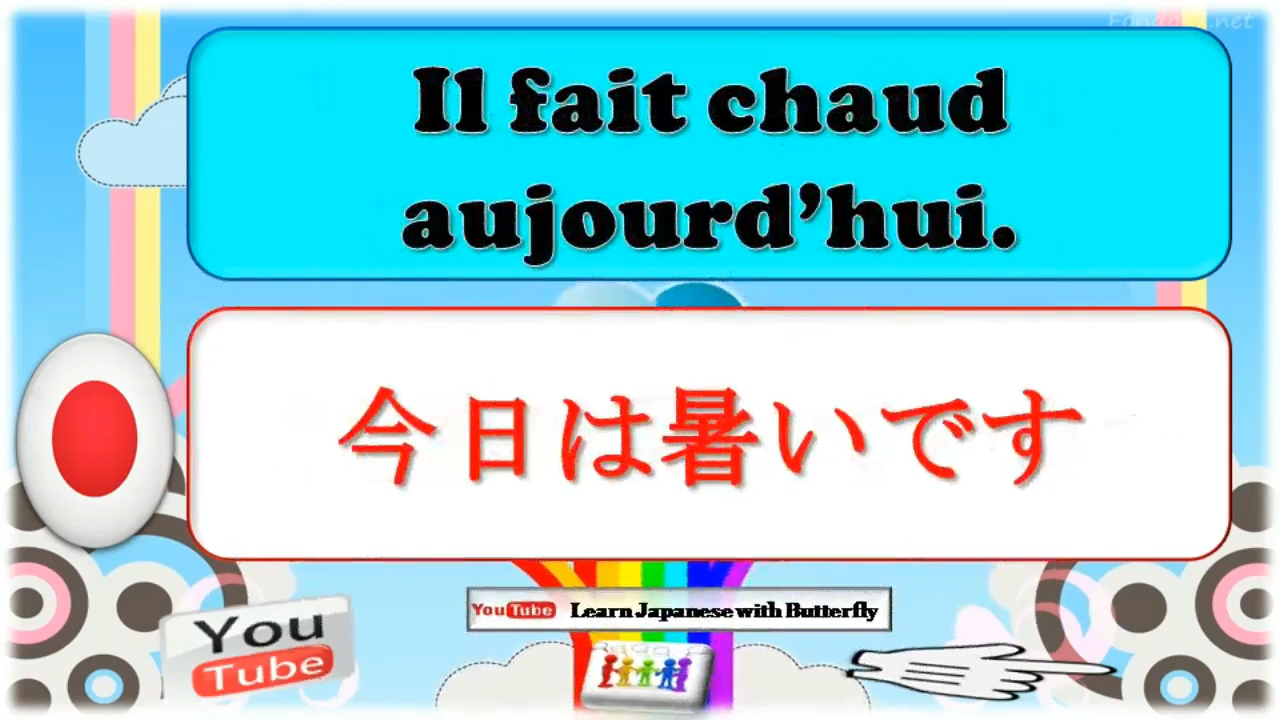 Il fait chaud
aujourd’hui.
今日は暑いです
YouTube Learn Japanese with Butterfly
You
Tube